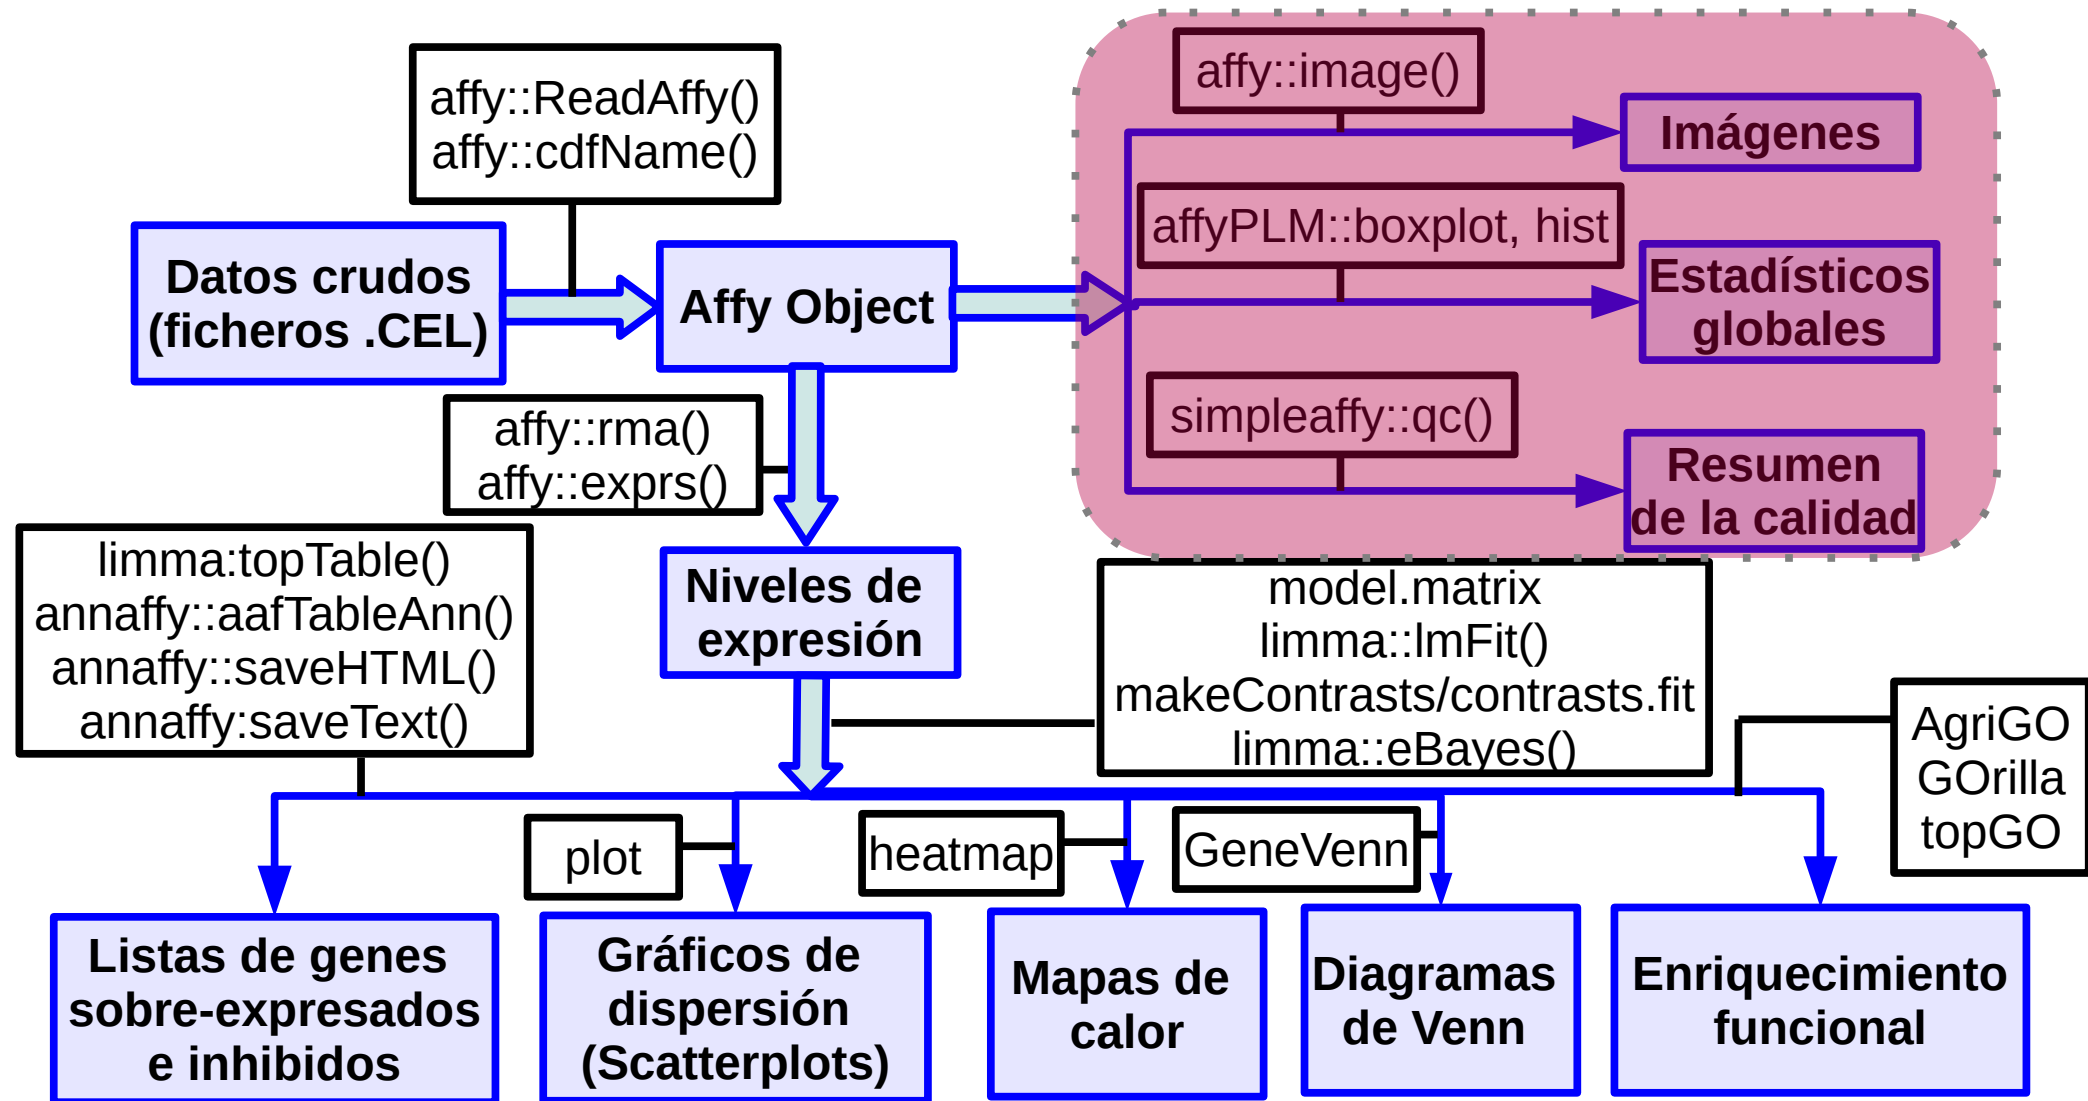 affy::ReadAffy()
affy::cdfName()
affy::image()
Imágenes
affyPLM::boxplot, hist
Datos crudos
(ficheros .CEL)
Affy Object
Estadísticos
globales
simpleaffy::qc()
Resumen
de la calidad
affy::rma()
affy::exprs()
limma:topTable()
annaffy::aafTableAnn()
annaffy::saveHTML()
annaffy:saveText()
Niveles de
expresión
model.matrix
limma::lmFit()
makeContrasts/contrasts.fit
limma::eBayes()
AgriGO
GOrilla
topGO
plot
heatmap
GeneVenn
Listas de genes
sobre-expresados
e inhibidos
Gráficos de
dispersión
(Scatterplots)
Mapas de
calor
Diagramas
de Venn
Enriquecimiento
funcional